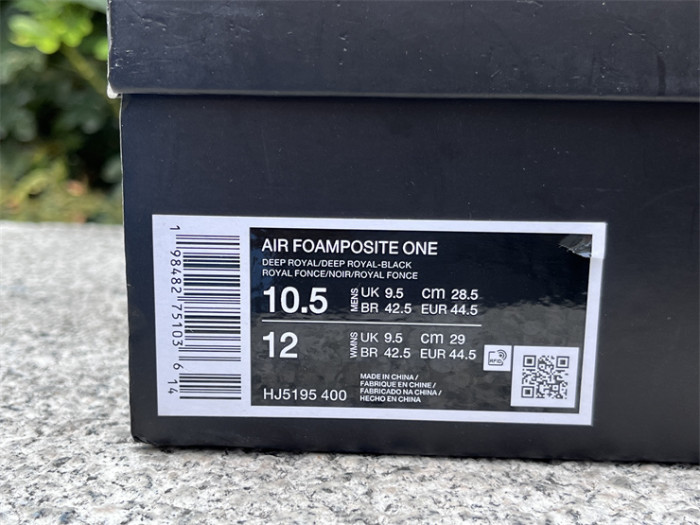 AIR FOAMPOSITE ONE
DEEP ROYAL/DEEP ROYAL-BLACK
ROYAL FONCE/NOIR/ROYAL FONCE
10.5 MENS UK 9.5 cm 28.5
BR 42.5 EUR 44.5
12 WMNS UK 9.5 cm 29
BR 42.5 EUR 44.5
HJ5195 400
MADE IN CHINA/
FABRIQUE EN CHINE/
FABRICADO NA CHINA/
HECHO EN CHINA
RFID
1 98482 75103 6 14